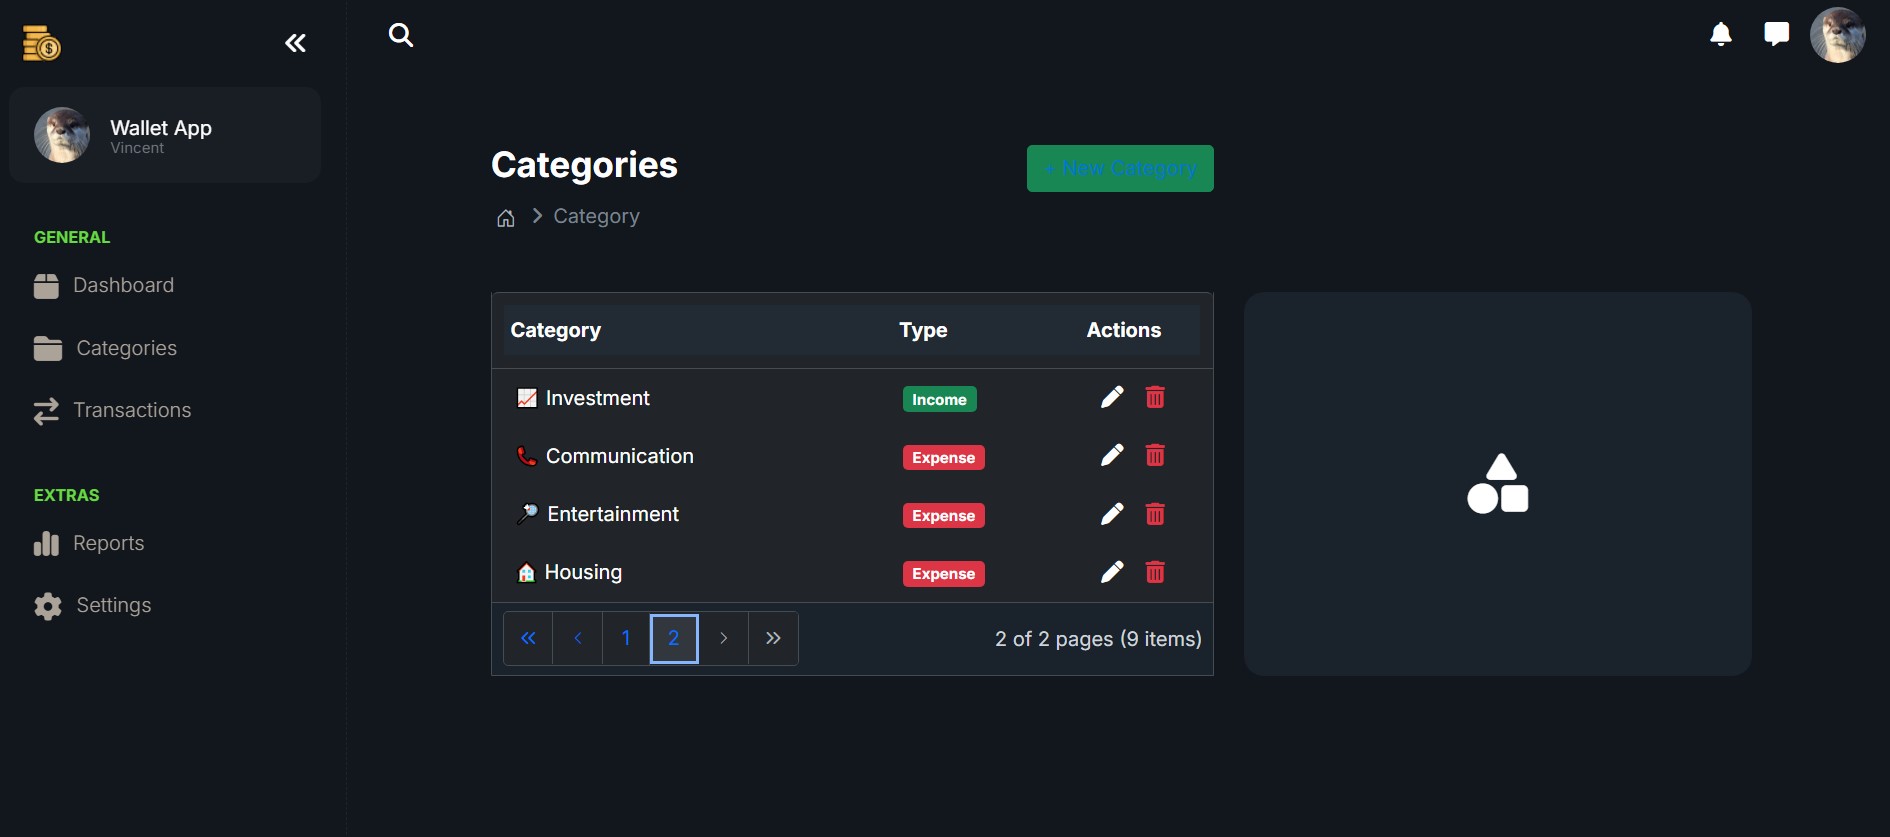 Wallet App
Vincent
GENERAL
Dashboard
Categories
Transactions
EXTRAS
Reports
Settings
Categories
+ New Category
Category
Category Type Actions
Investment Income
Communication Expense
Entertainment Expense
Housing Expense
« ‹ 1 2 › » 2 of 2 pages (9 items)